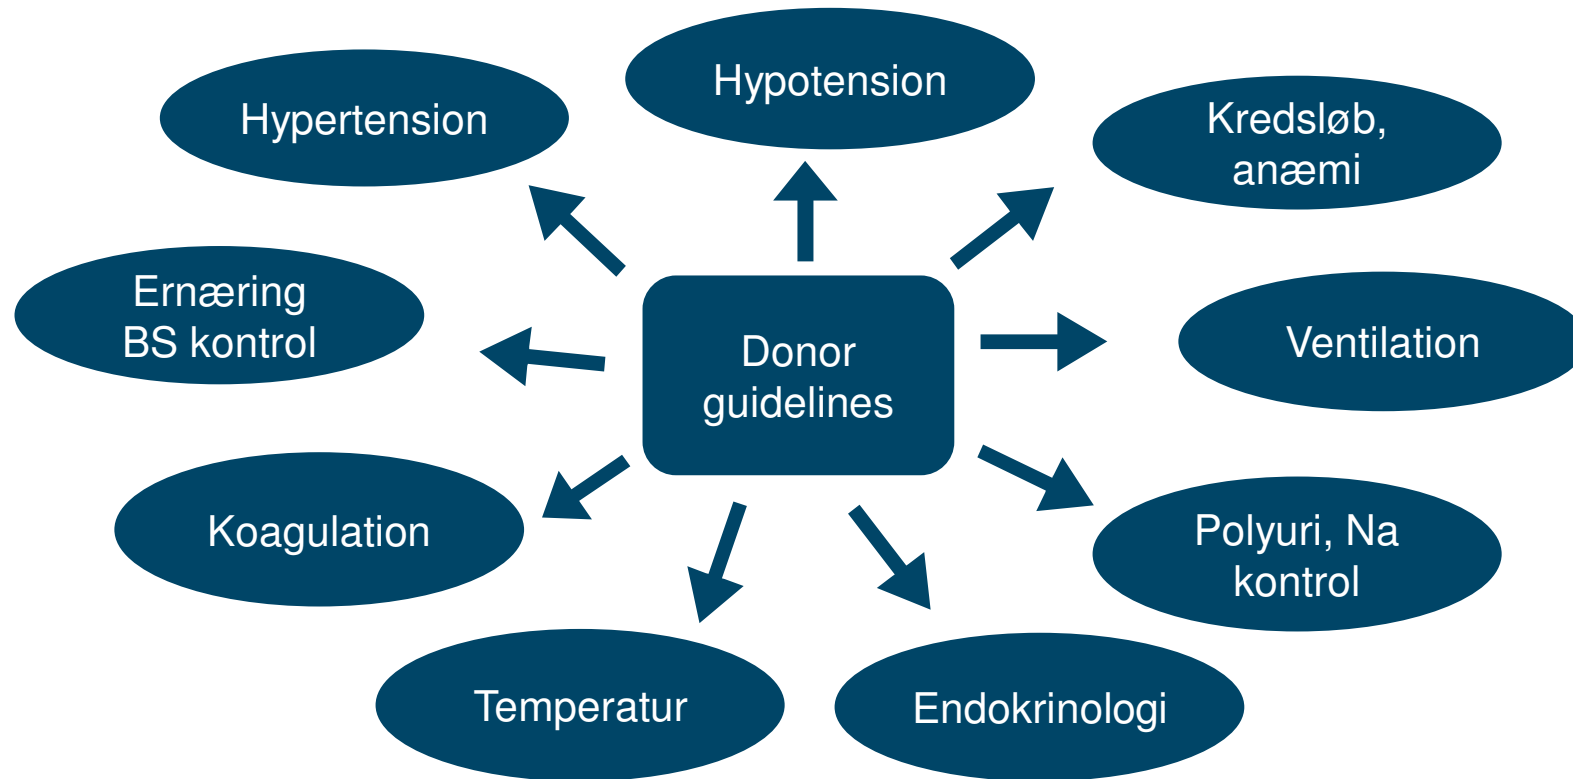 Hypotension
Hypertension
Kredsløb,
anæmi
Ernæring
BS kontrol
Donor
guidelines
Ventilation
Koagulation
Polyuri, Na
kontrol
Temperatur
Endokrinologi